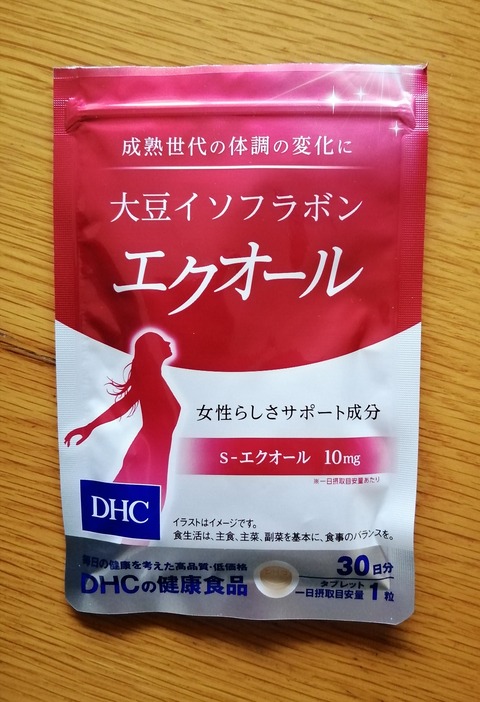 成熟世代の体調の変化に
大豆イソフラボン
エクオール
女性らしさサポート成分
S-エクオール 10mg
※一日摂取目安量あたり
DHC
イラストはイメージです。
食生活は、主食、主菜、副菜を基本に、食事のバランスを。
毎日の健康を考えた高品質・低価格
DHCの健康食品
30日分
タブレット
一日摂取目安量 1粒